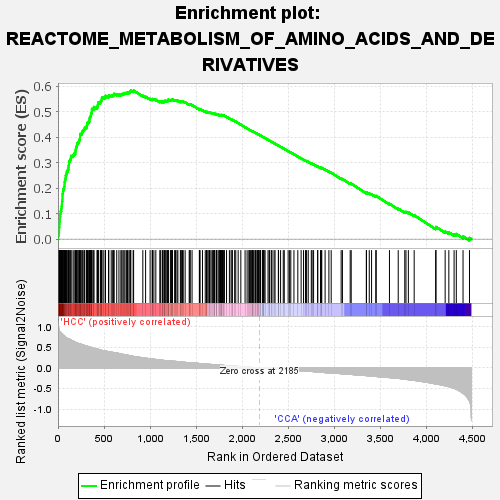 Enrichment plot:
REACTOME_METABOLISM_OF_AMINO_ACIDS_AND_DE
RIVATIVES
Enrichment score (ES)
0.6
0.5
0.4
0.3
0.2
0.1
0.0
Ranked list metric (Signal2Noise)
1.0
0.5
0.0
-0.5
-1.0
'HCC' (positively correlated)
Zero cross at 2185
'CCA' (negatively correlated)
0
500
1,000
1,500
2,000
2,500
3,000
3,500
4,000
4,500
Rank in Ordered Dataset
Enrichment profile
Hits
Ranking metric scores